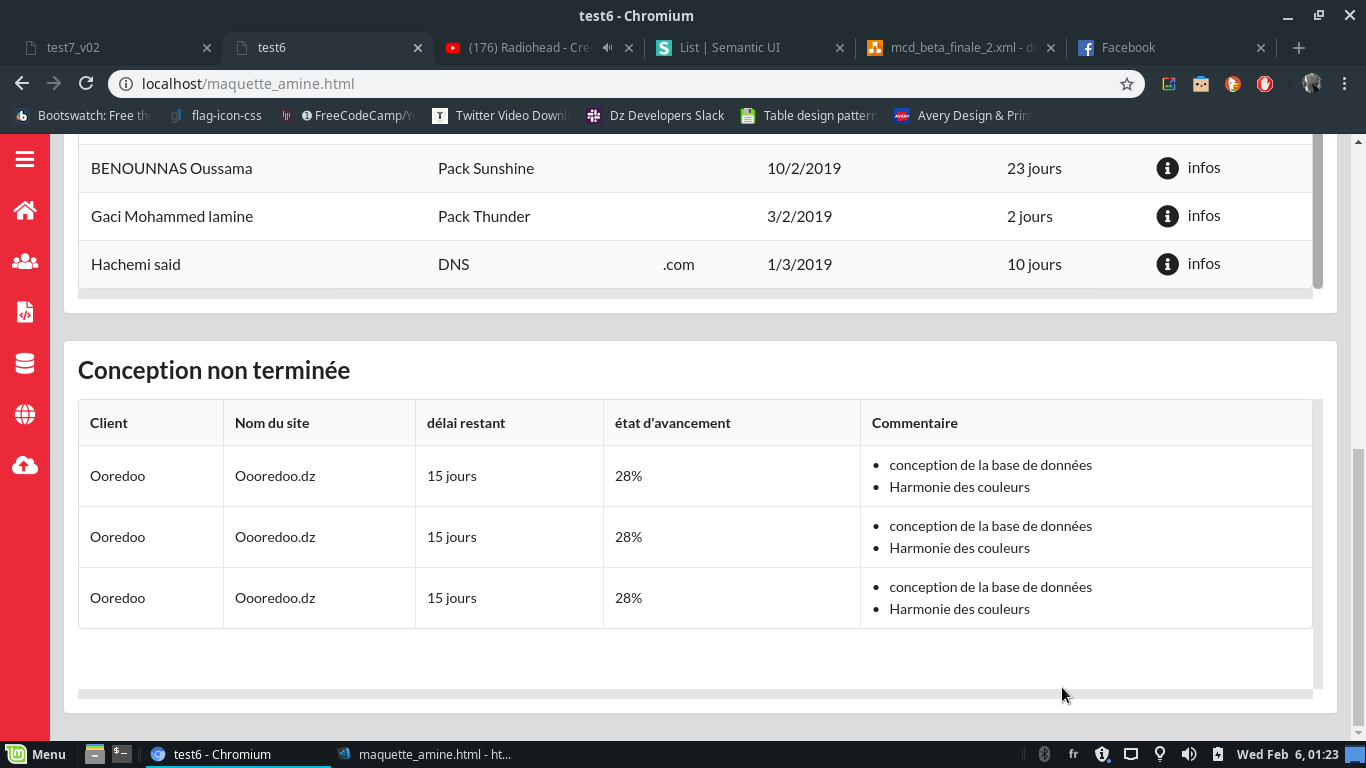 test6 - Chromium
test7_v02
test6
(176) Radiohead - Cre
List | Semantic UI
mcd_beta_finale_2.xml - d
Facebook
localhost/maquette_amine.html
Bootswatch: Free th
flag-icon-css
FreeCodeCamp/Y
Twitter Video Down
Dz Developers Slack
Table design pattern
Avery Design & Prin
BENOUNNAS Oussama Pack Sunshine 10/2/2019 23 jours infos
Gaci Mohammed lamine Pack Thunder 3/2/2019 2 jours infos
Hachemi said DNS .com 1/3/2019 10 jours infos
Conception non terminée
Client Nom du site délai restant état d'avancement Commentaire
Ooredoo Oooredoo.dz 15 jours 28% • conception de la base de données
• Harmonie des couleurs
Ooredoo Oooredoo.dz 15 jours 28% • conception de la base de données
• Harmonie des couleurs
Ooredoo Oooredoo.dz 15 jours 28% • conception de la base de données
• Harmonie des couleurs
Menu
test6 - Chromium
maquette_amine.html - ht...
fr
Wed Feb 6, 01:23